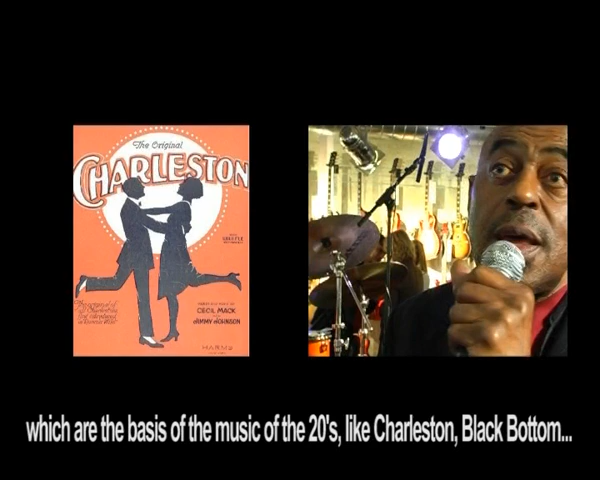 The Original
CHARLESTON
CECIL MACK
JIMMY JOHNSON
which are the basis of the music of the 20's, like Charleston, Black Bottom...